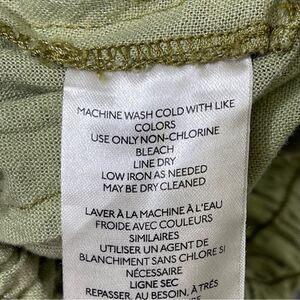 MACHINE WASH COLD WITH LIKE
COLORS
USE ONLY NON-CHLORINE
BLEACH
LINE DRY
LOW IRON AS NEEDED
MAY BE DRY CLEANED
LAVER À LA MACHINE À L'EAU
FROIDE AVEC COULEURS
SIMILAIRES
UTILISER UN AGENT DE
BLANCHIMENT SANS CHLORE SI
NÉCESSAIRE
LIGNE SEC
REPASSER, AU BESOIN, À TRÈS